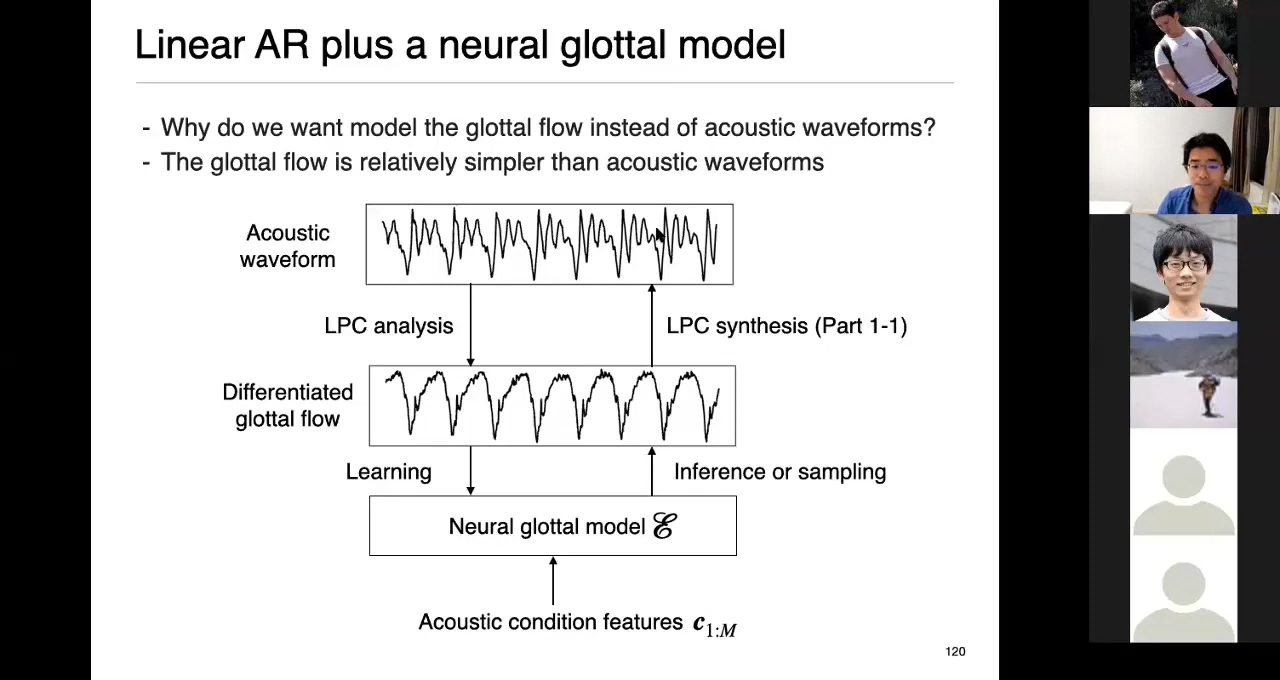 Linear AR plus a neural glottal model
- Why do we want model the glottal flow instead of acoustic waveforms?
- The glottal flow is relatively simpler than acoustic waveforms
Acoustic
waveform
LPC analysis
LPC synthesis (Part 1-1)
Differentiated
glottal flow
Learning
Inference or sampling
Neural glottal model ℰ
Acoustic condition features c₁:M
120